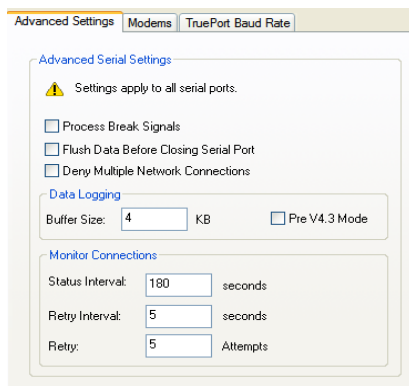 Advanced Settings Modems TruePort Baud Rate
Advanced Serial Settings
Settings apply to all serial ports.
Process Break Signals
Flush Data Before Closing Serial Port
Deny Multiple Network Connections
Data Logging
Buffer Size: 4 KB Pre V4.3 Mode
Monitor Connections
Status Interval: 180 seconds
Retry Interval: 5 seconds
Retry: 5 Attempts